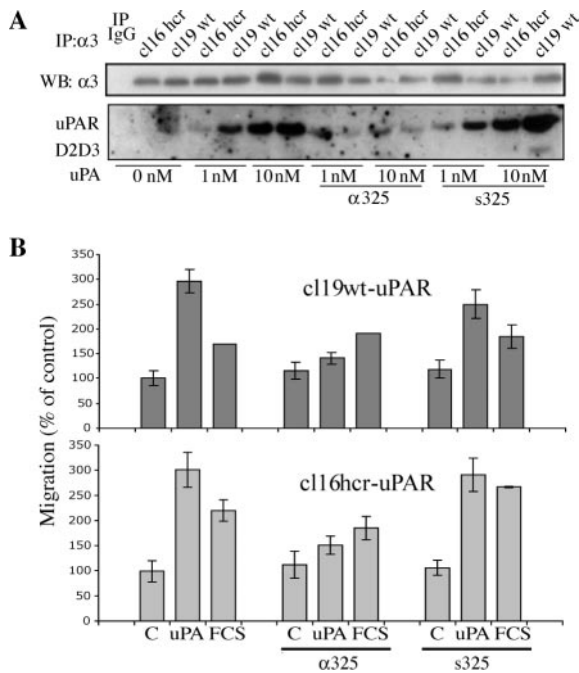 A
IP:α3
IP IgG cl16 hcr cl19 wt cl16 hcr cl19 wt cl16 hcr cl19 wt cl16 hcr cl19 wt cl16 hcr cl19 wt cl16 hcr cl19 wt cl16 hcr cl19 wt
WB: α3
uPAR
D2D3
uPA 0 nM 1 nM 10 nM 1 nM 10 nM 1 nM 10 nM
α325 s325
B
Migration (% of control)
cl19wt-uPAR
350
300
250
200
150
100
50
0
cl16hcr-uPAR
350
300
250
200
150
100
50
0
C uPA FCS C uPA FCS C uPA FCS
α325 s325